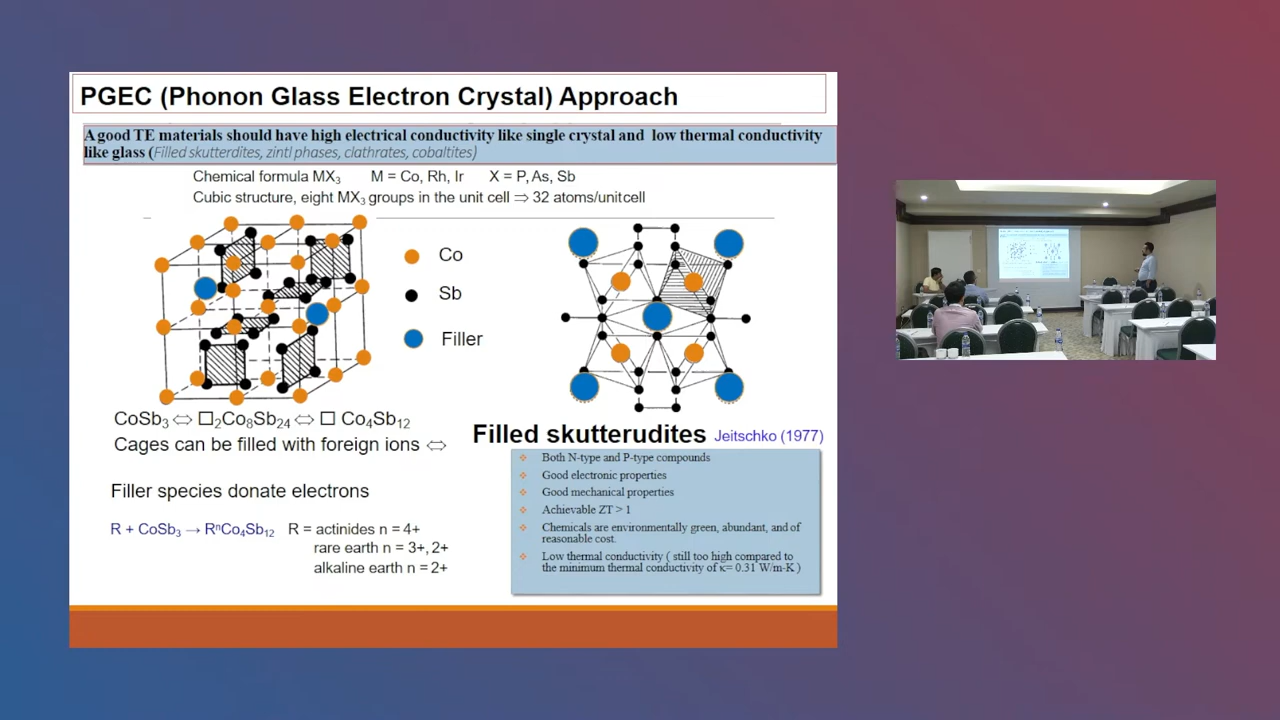 PGEC (Phonon Glass Electron Crystal) Approach
A good TE materials should have high electrical conductivity like single crystal and low thermal conductivity
like glass (Filled skutterdites, zintl phases, clathrates, cobaltites)
Chemical formula MX₃ M = Co, Rh, Ir X = P, As, Sb
Cubic structure, eight MX₃ groups in the unit cell ⇒ 32 atoms/unitcell
Co
Sb
Filler
CoSb₃ ⇔ □₂Co₈Sb₂₄ ⇔ □ Co₄Sb₁₂
Cages can be filled with foreign ions ⇔
Filler species donate electrons
R + CoSb₃ → RⁿCo₄Sb₁₂ R = actinides n = 4+
rare earth n = 3+, 2+
alkaline earth n = 2+
Filled skutterudites Jeitschko (1977)
Both N-type and P-type compounds
Good electronic properties
Good mechanical properties
Achievable ZT > 1
Chemicals are environmentally green, abundant, and of
reasonable cost.
Low thermal conductivity ( still too high compared to
the minimum thermal conductivity of κ= 0.31 W/m-K )